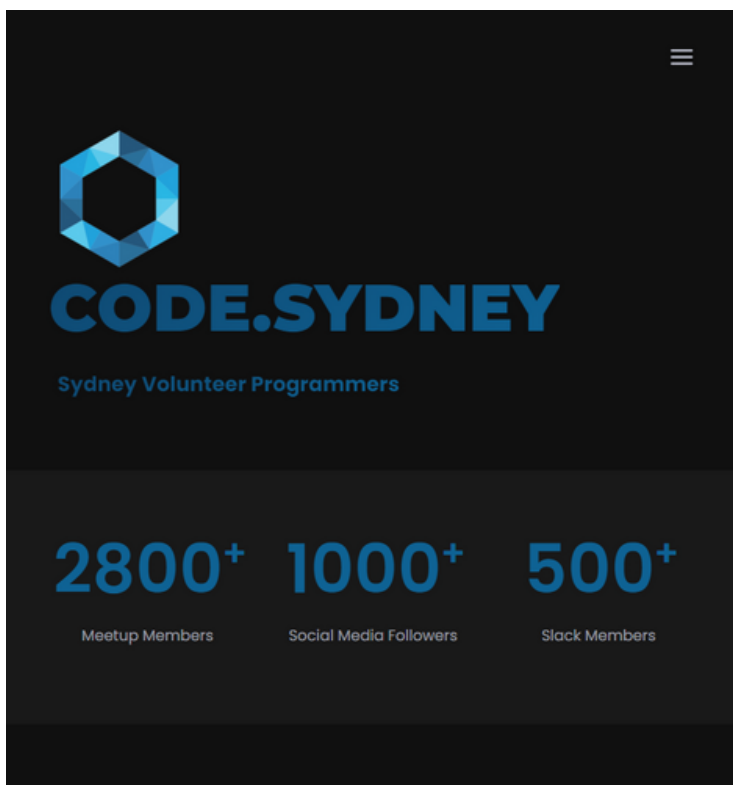 CODE.SYDNEY
Sydney Volunteer Programmers
2800+ 1000+ 500+
Meetup Members Social Media Followers Slack Members